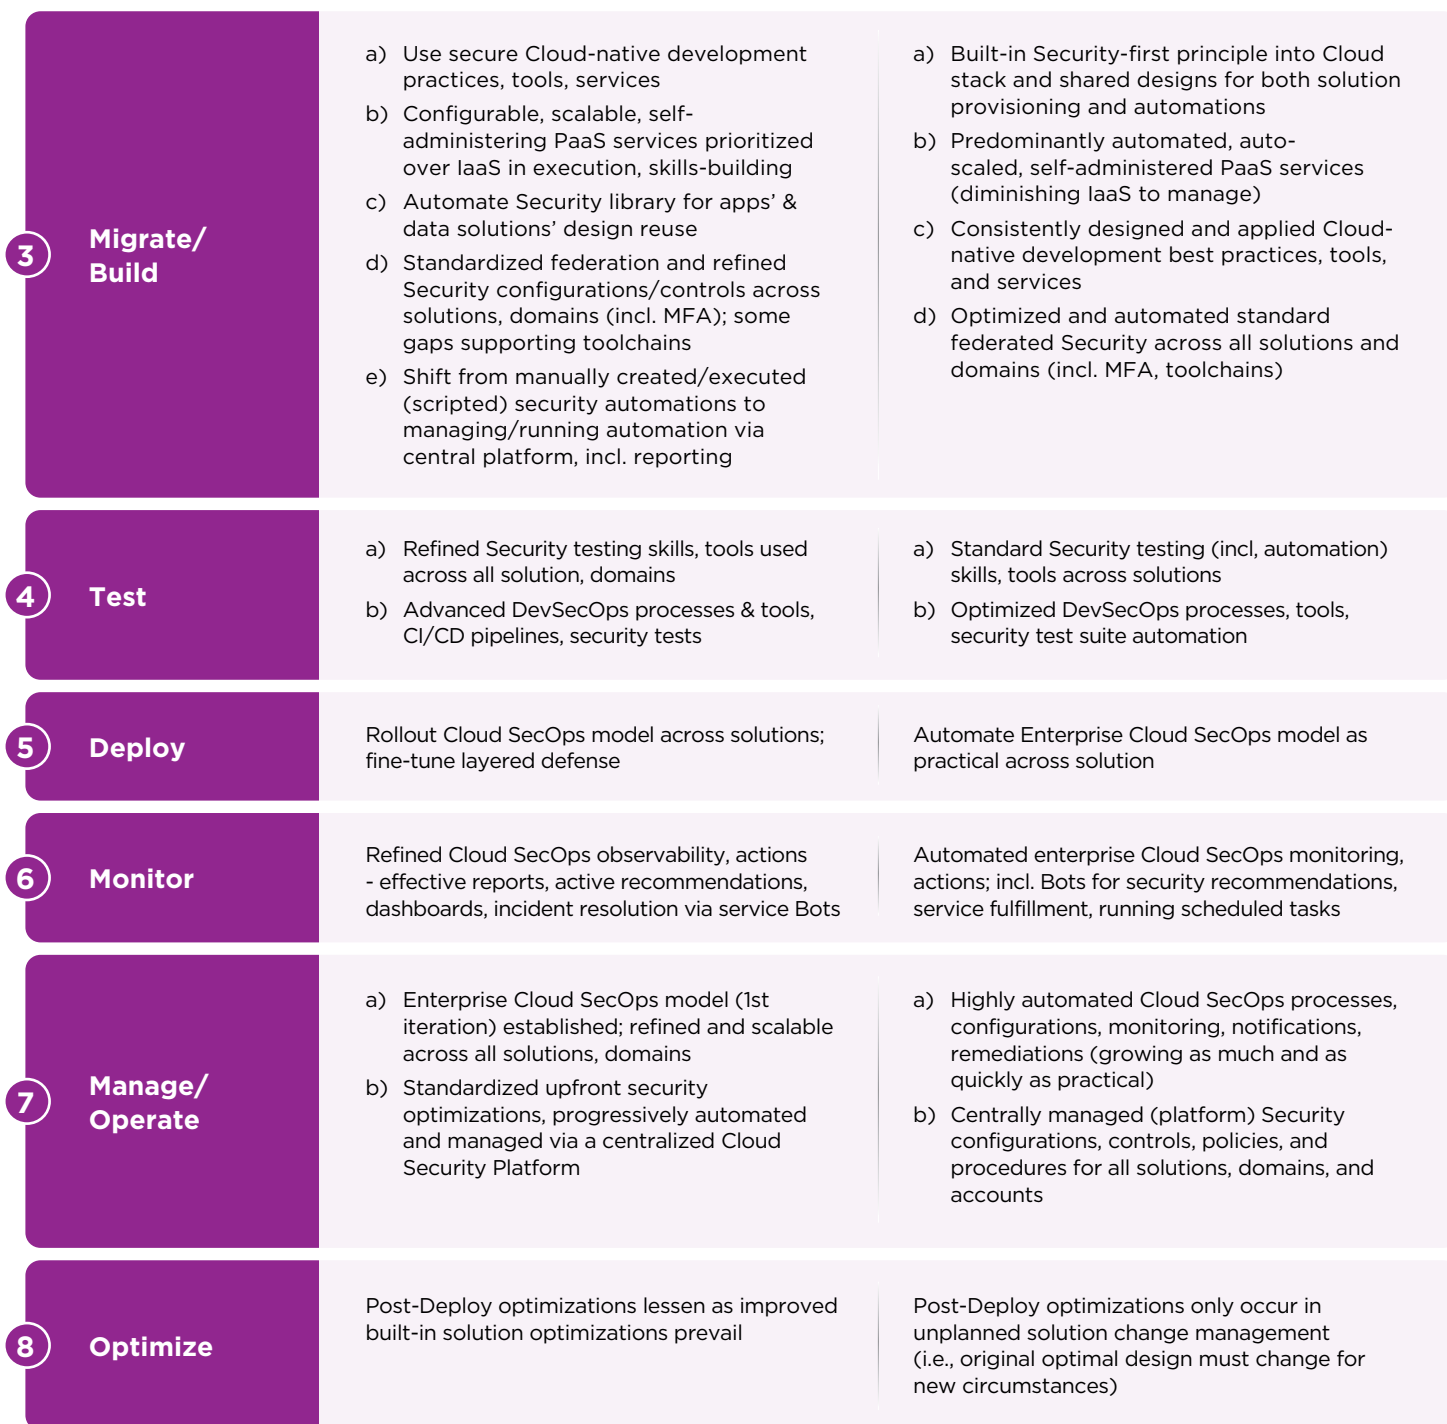 3
Migrate/
Build
a) Use secure Cloud-native development
practices, tools, services
b) Configurable, scalable, self-
administering PaaS services prioritized
over IaaS in execution, skills-building
c) Automate Security library for apps’ &
data solutions’ design reuse
d) Standardized federation and refined
Security configurations/controls across
solutions, domains (incl. MFA); some
gaps supporting toolchains
e) Shift from manually created/executed
(scripted) security automations to
managing/running automation via
central platform, incl. reporting
a) Built-in Security-first principle into Cloud
stack and shared designs for both solution
provisioning and automations
b) Predominantly automated, auto-
scaled, self-administered PaaS services
(diminishing IaaS to manage)
c) Consistently designed and applied Cloud-
native development best practices, tools,
and services
d) Optimized and automated standard
federated Security across all solutions and
domains (incl. MFA, toolchains)
4
Test
a) Refined Security testing skills, tools used
across all solution, domains
b) Advanced DevSecOps processes & tools,
CI/CD pipelines, security tests
a) Standard Security testing (incl, automation)
skills, tools across solutions
b) Optimized DevSecOps processes, tools,
security test suite automation
5
Deploy
Rollout Cloud SecOps model across solutions;
fine-tune layered defense
Automate Enterprise Cloud SecOps model as
practical across solution
6
Monitor
Refined Cloud SecOps observability, actions
- effective reports, active recommendations,
dashboards, incident resolution via service Bots
Automated enterprise Cloud SecOps monitoring,
actions; incl. Bots for security recommendations,
service fulfillment, running scheduled tasks
7
Manage/
Operate
a) Enterprise Cloud SecOps model (1st
iteration) established; refined and scalable
across all solutions, domains
b) Standardized upfront security
optimizations, progressively automated
and managed via a centralized Cloud
Security Platform
a) Highly automated Cloud SecOps processes,
configurations, monitoring, notifications,
remediations (growing as much and as
quickly as practical)
b) Centrally managed (platform) Security
configurations, controls, policies, and
procedures for all solutions, domains, and
accounts
8
Optimize
Post-Deploy optimizations lessen as improved
built-in solution optimizations prevail
Post-Deploy optimizations only occur in
unplanned solution change management
(i.e., original optimal design must change for
new circumstances)